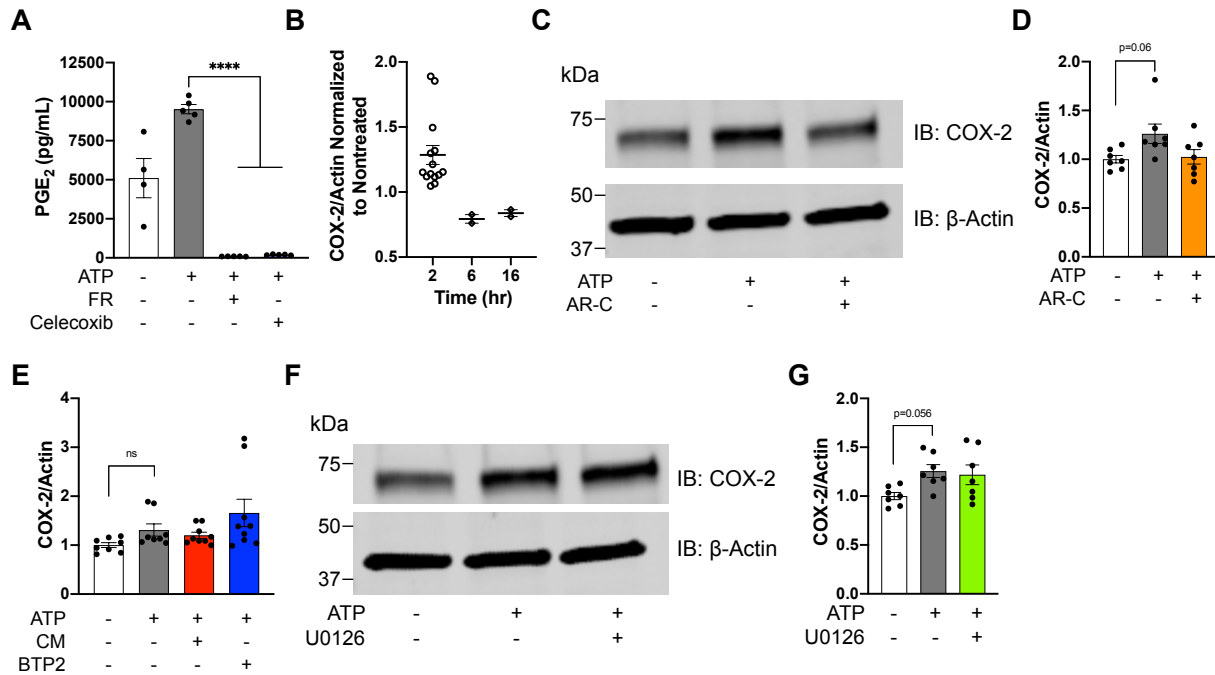 A
PGE2 (pg/mL)
12500
10000
7500
5000
2500
0
****
ATP - + + +
FR - - + -
Celecoxib - - - +
B
COX-2/Actin Normalized
to Nontreated
2.0
1.5
1.0
0.5
2 6 16
Time (hr)
C
kDa
75
IB: COX-2
50
IB: β-Actin
37
ATP - + +
AR-C - - +
D
COX-2/Actin
2.0
1.5
1.0
0.5
0.0
p=0.06
ATP - + +
AR-C - - +
E
COX-2/Actin
4
3
2
1
0
ns
ATP - + + +
CM - - + -
BTP2 - - - +
F
kDa
75
IB: COX-2
50
IB: β-Actin
37
ATP - + +
U0126 - - +
G
COX-2/Actin
2.0
1.5
1.0
0.5
0.0
p=0.056
ATP - + +
U0126 - - +